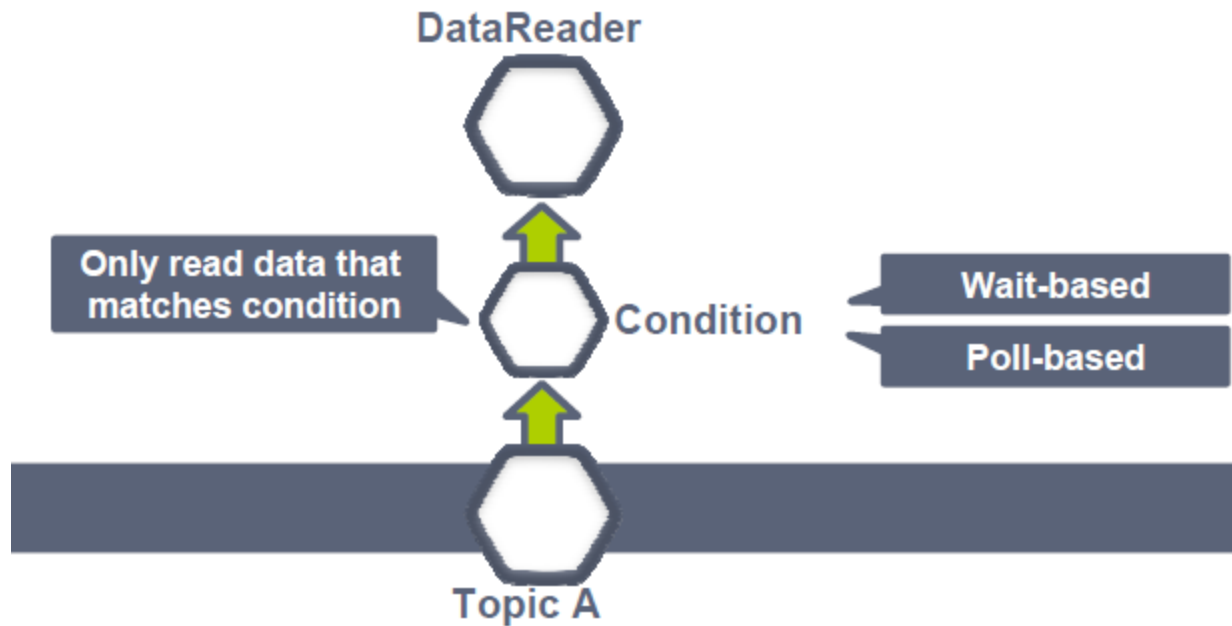 DataReader
Only read data that
matches condition
Condition
Wait-based
Poll-based
Topic A